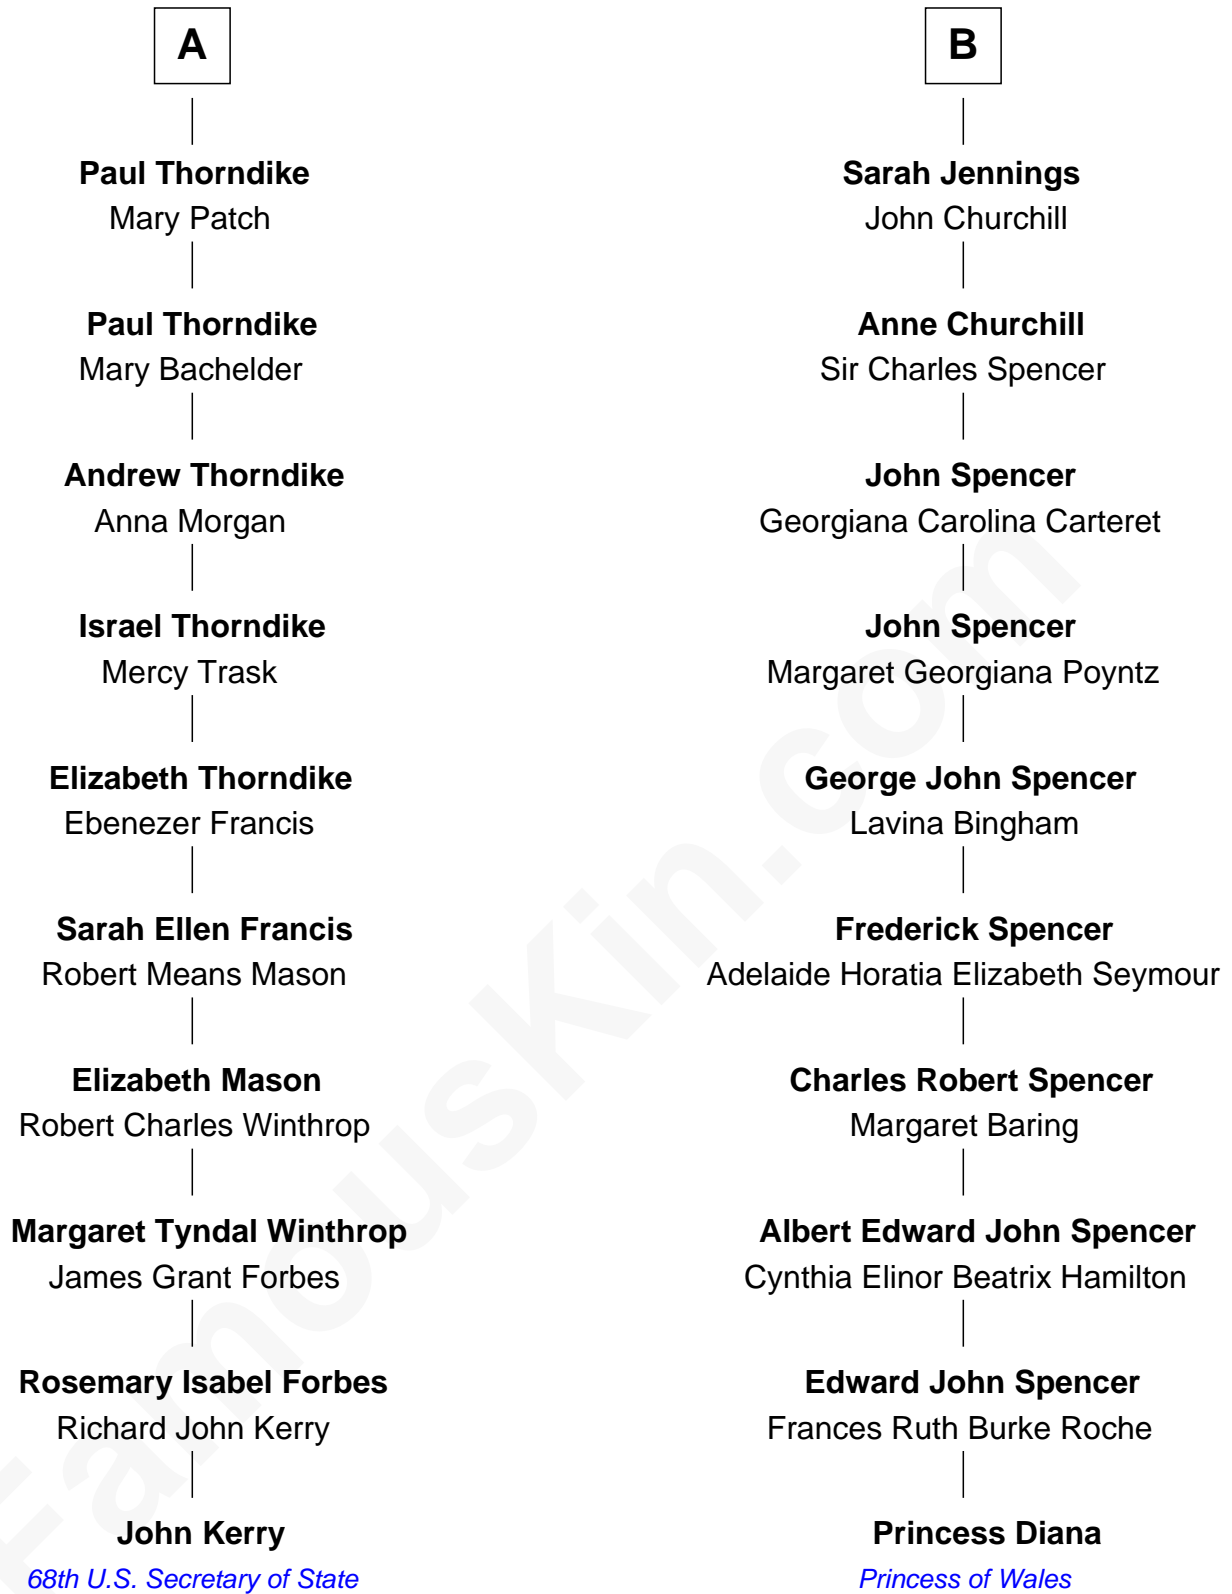 A
Paul Thorndike
Mary Patch
Paul Thorndike
Mary Bachelder
Andrew Thorndike
Anna Morgan
Israel Thorndike
Mercy Trask
Elizabeth Thorndike
Ebenezer Francis
Sarah Ellen Francis
Robert Means Mason
Elizabeth Mason
Robert Charles Winthrop
Margaret Tyndal Winthrop
James Grant Forbes
Rosemary Isabel Forbes
Richard John Kerry
John Kerry
68th U.S. Secretary of State
B
Sarah Jennings
John Churchill
Anne Churchill
Sir Charles Spencer
John Spencer
Georgiana Carolina Carteret
John Spencer
Margaret Georgiana Poyntz
George John Spencer
Lavina Bingham
Frederick Spencer
Adelaide Horatia Elizabeth Seymour
Charles Robert Spencer
Margaret Baring
Albert Edward John Spencer
Cynthia Elinor Beatrix Hamilton
Edward John Spencer
Frances Ruth Burke Roche
Princess Diana
Princess of Wales
FamousKin.com